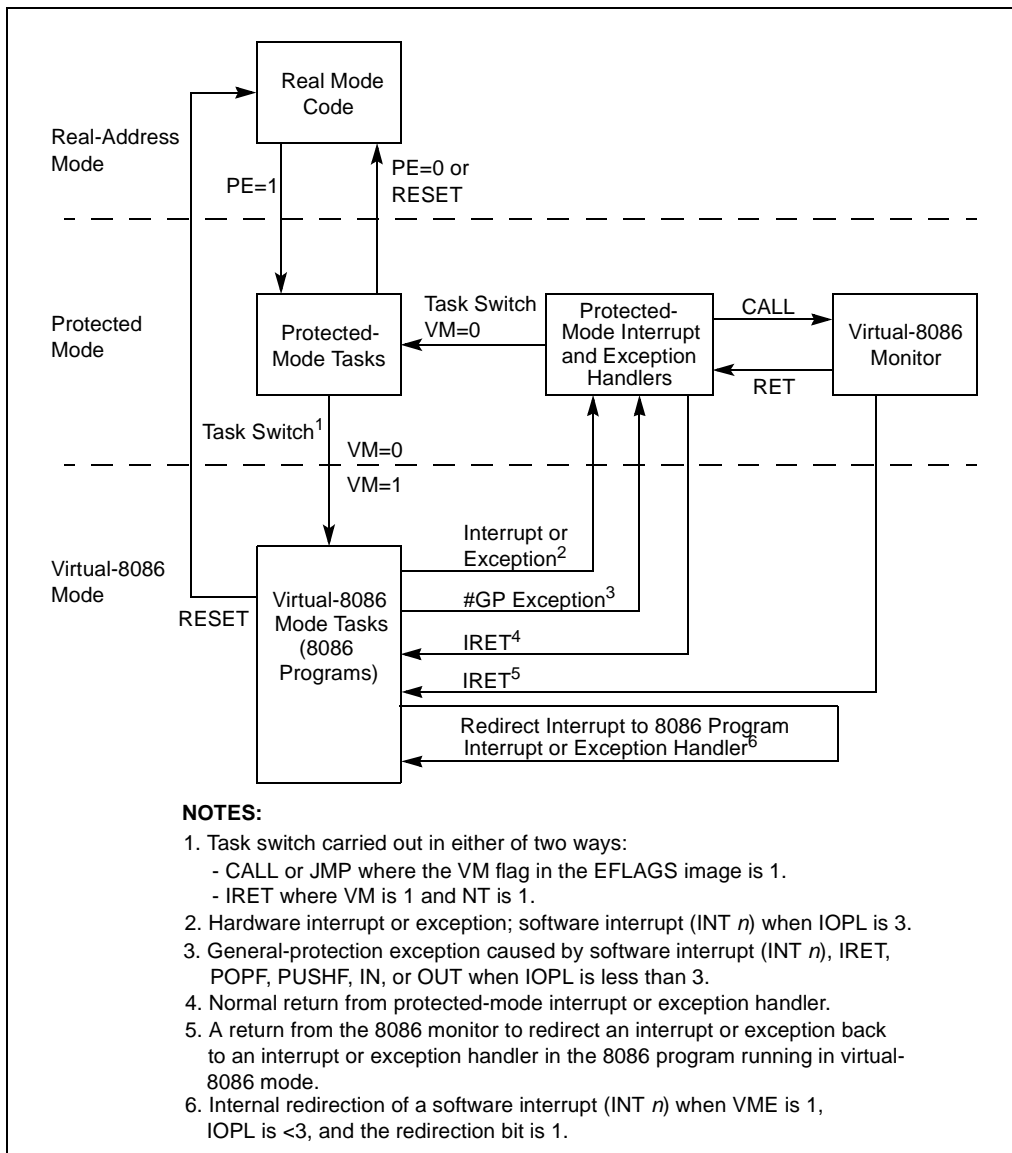 Real Mode
Code
Real-Address
Mode
PE=1
PE=0 or
RESET
Protected
Mode
Protected-
Mode Tasks
Task Switch
VM=0
Protected-
Mode Interrupt
and Exception
Handlers
CALL
RET
Virtual-8086
Monitor
Task Switch1
VM=0
VM=1
Virtual-8086
Mode
RESET
Virtual-8086
Mode Tasks
(8086
Programs)
Interrupt or
Exception2
#GP Exception3
IRET4
IRET5
Redirect Interrupt to 8086 Program
Interrupt or Exception Handler6
NOTES:
1. Task switch carried out in either of two ways:
- CALL or JMP where the VM flag in the EFLAGS image is 1.
- IRET where VM is 1 and NT is 1.
2. Hardware interrupt or exception; software interrupt (INT n) when IOPL is 3.
3. General-protection exception caused by software interrupt (INT n), IRET,
POPF, PUSHF, IN, or OUT when IOPL is less than 3.
4. Normal return from protected-mode interrupt or exception handler.
5. A return from the 8086 monitor to redirect an interrupt or exception back
to an interrupt or exception handler in the 8086 program running in virtual-
8086 mode.
6. Internal redirection of a software interrupt (INT n) when VME is 1,
IOPL is <3, and the redirection bit is 1.